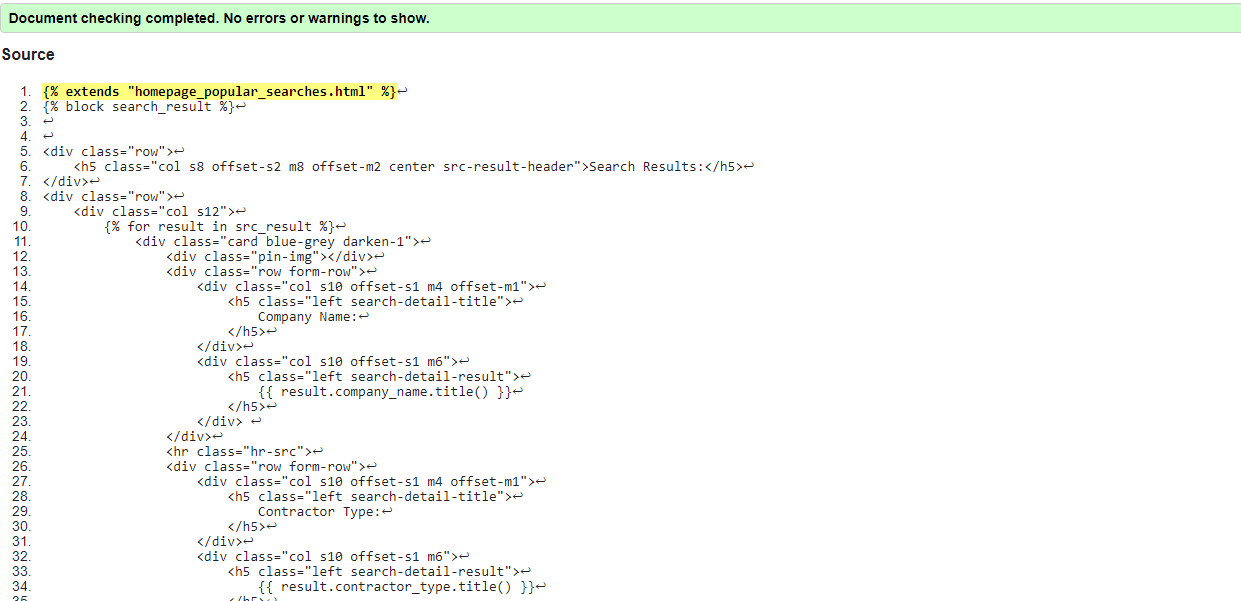 Document checking completed. No errors or warnings to show.
Source
1. {% extends "homepage_popular_searches.html" %}↩
2. {% block search_result %}↩
3. ↩
4. ↩
5. <div class="row">↩
6.     <h5 class="col s8 offset-s2 m8 offset-m2 center src-result-header">Search Results:</h5>↩
7. </div>↩
8. <div class="row">↩
9.     <div class="col s12">↩
10.         {% for result in src_result %}↩
11.             <div class="card blue-grey darken-1">↩
12.                 <div class="pin-img"></div>↩
13.                 <div class="row form-row">↩
14.                     <div class="col s10 offset-s1 m4 offset-m1">↩
15.                         <h5 class="left search-detail-title">↩
16.                             Company Name:↩
17.                         </h5>↩
18.                     </div>↩
19.                     <div class="col s10 offset-s1 m6">↩
20.                         <h5 class="left search-detail-result">↩
21.                             {{ result.company_name.title() }}↩
22.                         </h5>↩
23.                     </div> ↩
24.                 </div>↩
25.                 <hr class="hr-src">↩
26.                 <div class="row form-row">↩
27.                     <div class="col s10 offset-s1 m4 offset-m1">↩
28.                         <h5 class="left search-detail-title">↩
29.                             Contractor Type:↩
30.                         </h5>↩
31.                     </div>↩
32.                     <div class="col s10 offset-s1 m6">↩
33.                         <h5 class="left search-detail-result">↩
34.                             {{ result.contractor_type.title() }}↩
35.                         </h5>↩